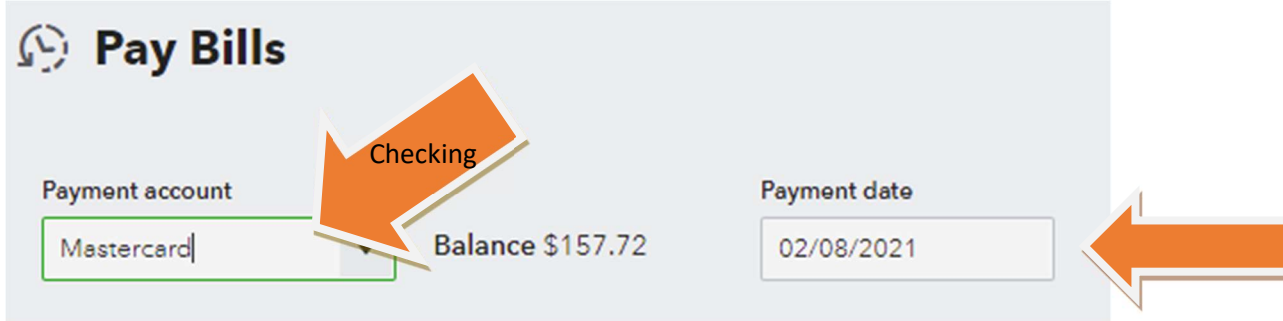 Pay Bills
Checking
Payment account
Payment date
Mastercard
Balance $157.72
02/08/2021